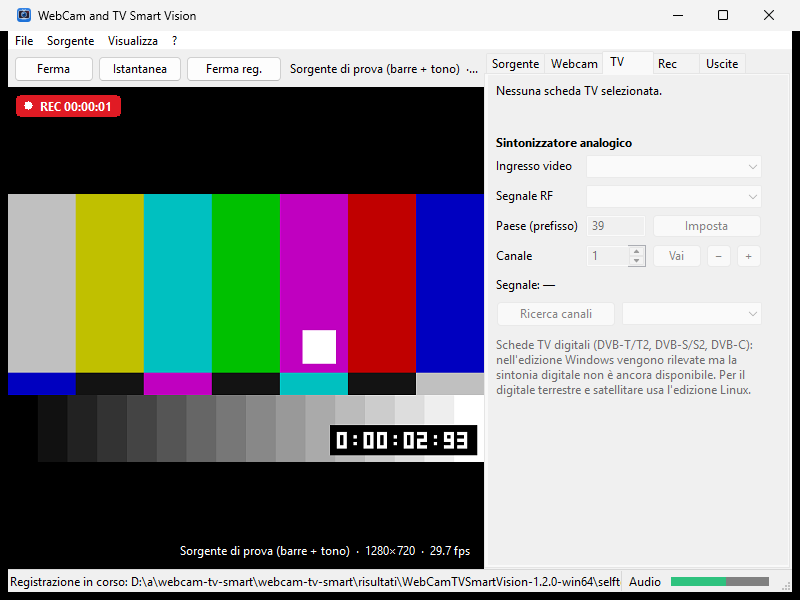 WebCam and TV Smart Vision
File Sorgente Visualizza ?
Ferma Istantanea Ferma reg. Sorgente di prova (barre + tono) ·...
Sorgente Webcam TV Rec Uscite
REC 00:00:01
Nessuna scheda TV selezionata.
Sintonizzatore analogico
Ingresso video
Segnale RF
Paese (prefisso) 39 Imposta
Canale 1 Vai − +
Segnale: —
Ricerca canali
Schede TV digitali (DVB-T/T2, DVB-S/S2, DVB-C):
nell'edizione Windows vengono rilevate ma la
sintonia digitale non è ancora disponibile. Per il
digitale terrestre e satellitare usa l'edizione Linux.
0:00:02:93
Sorgente di prova (barre + tono) · 1280×720 · 29.7 fps
Registrazione in corso: D:\a\webcam-tv-smart\webcam-tv-smart\risultati\WebCamTVSmartVision-1.2.0-win64\selft
Audio